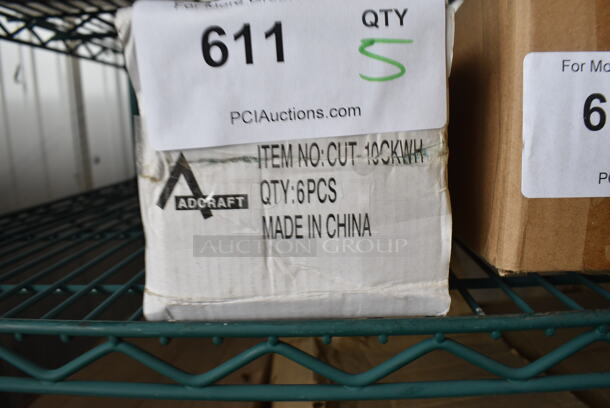 611
QTY
5
PCIAuctions.com
ITEM NO: CUT-10CKWH
ADCRAFT
QTY: 6PCS
MADE IN CHINA
AUCTION GROUP
For Mo
6